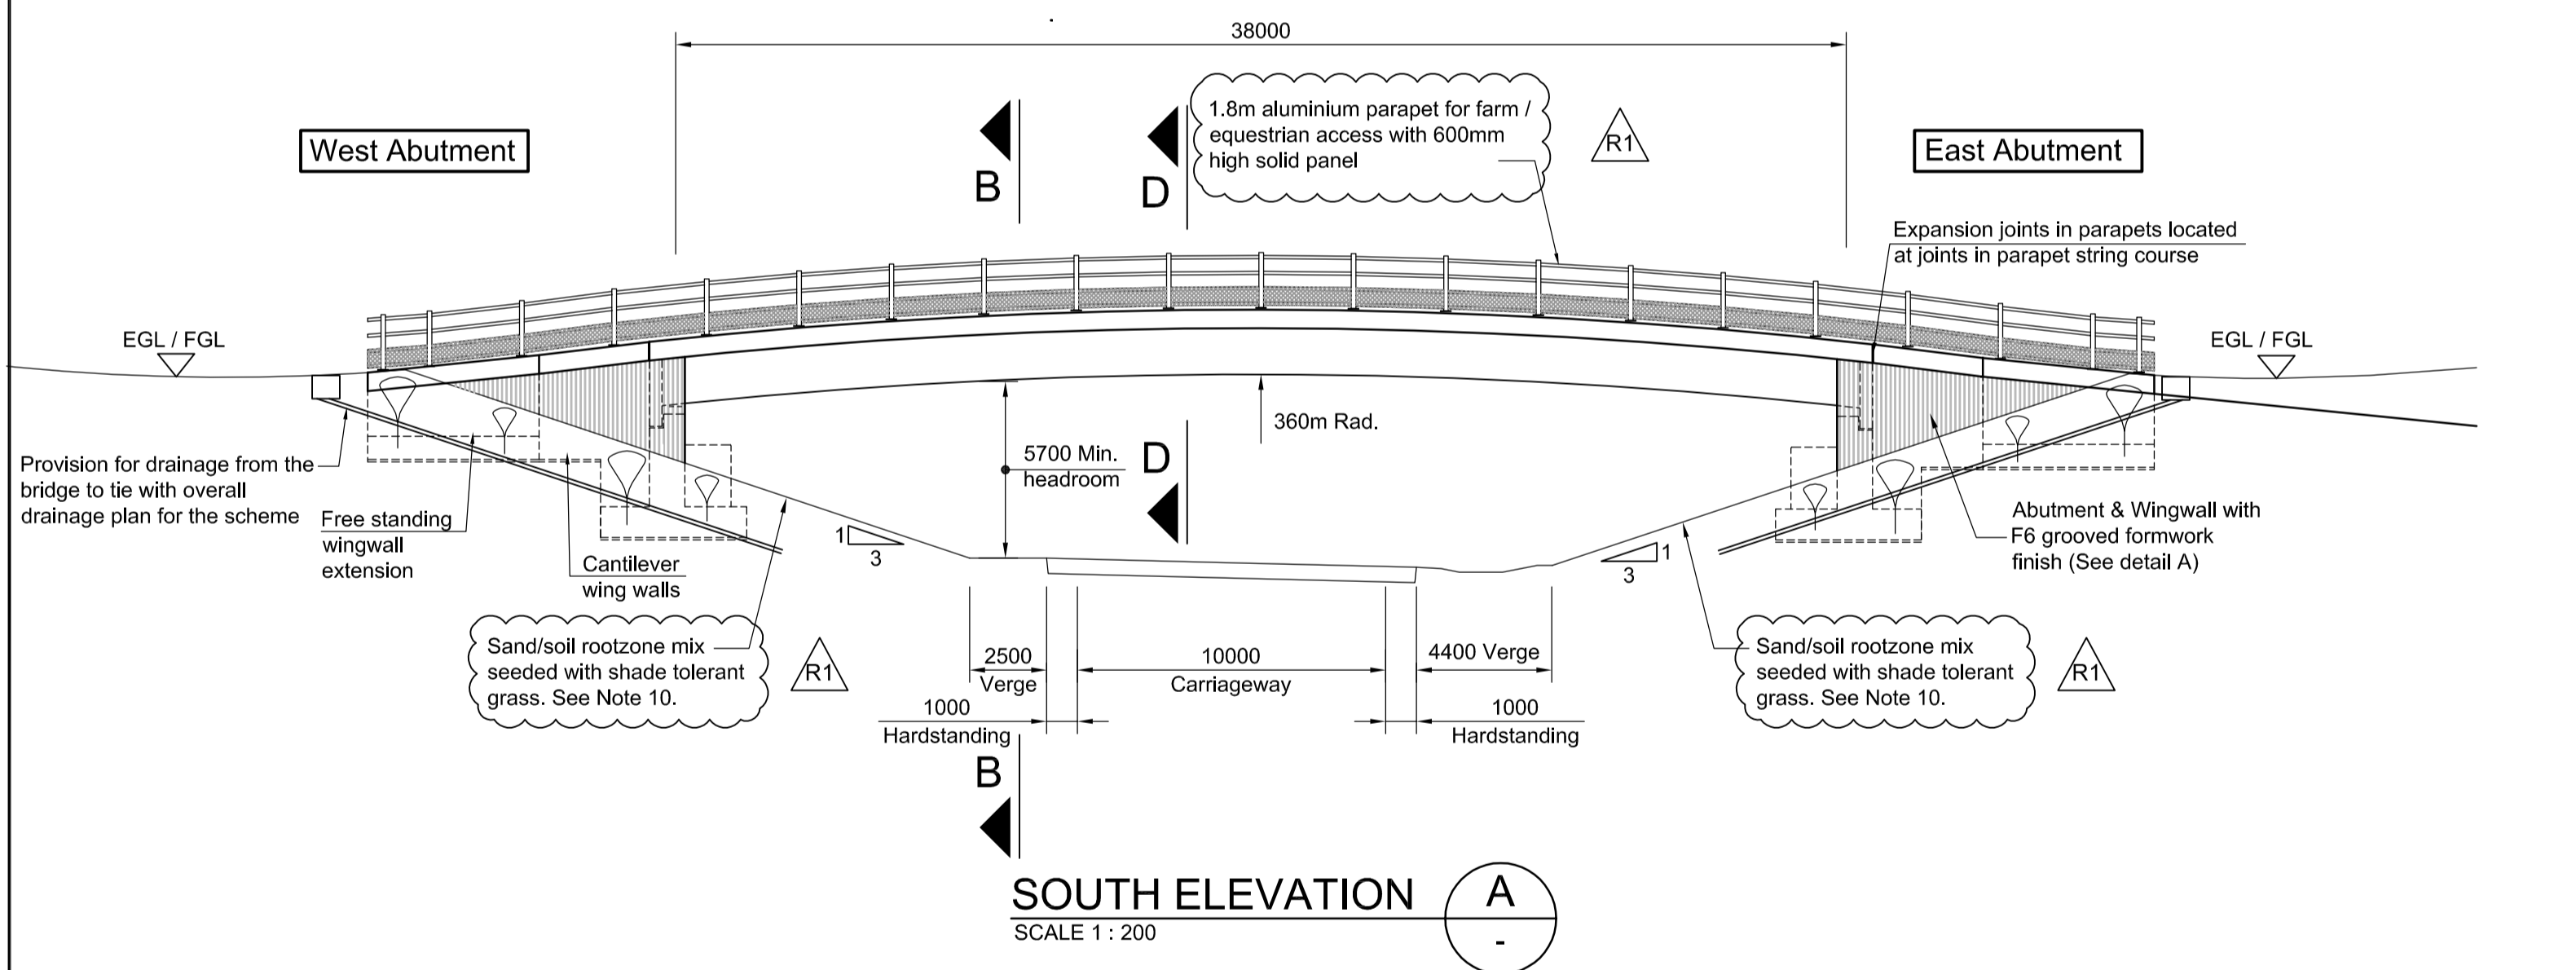 38000
West Abutment
B
D
1.8m aluminium parapet for farm /
equestrian access with 600mm
high solid panel
R1
East Abutment
Expansion joints in parapets located
at joints in parapet string course
EGL / FGL
EGL / FGL
360m Rad.
5700 Min.
headroom
D
Provision for drainage from the
bridge to tie with overall
drainage plan for the scheme
Free standing
wingwall
extension
Cantilever
wing walls
1
3
1
3
Abutment & Wingwall with
F6 grooved formwork
finish (See detail A)
Sand/soil rootzone mix
seeded with shade tolerant
grass. See Note 10.
R1
2500
Verge
10000
Carriageway
4400 Verge
1000
Hardstanding
1000
Hardstanding
Sand/soil rootzone mix
seeded with shade tolerant
grass. See Note 10.
R1
B
SOUTH ELEVATION
SCALE 1 : 200
A
-